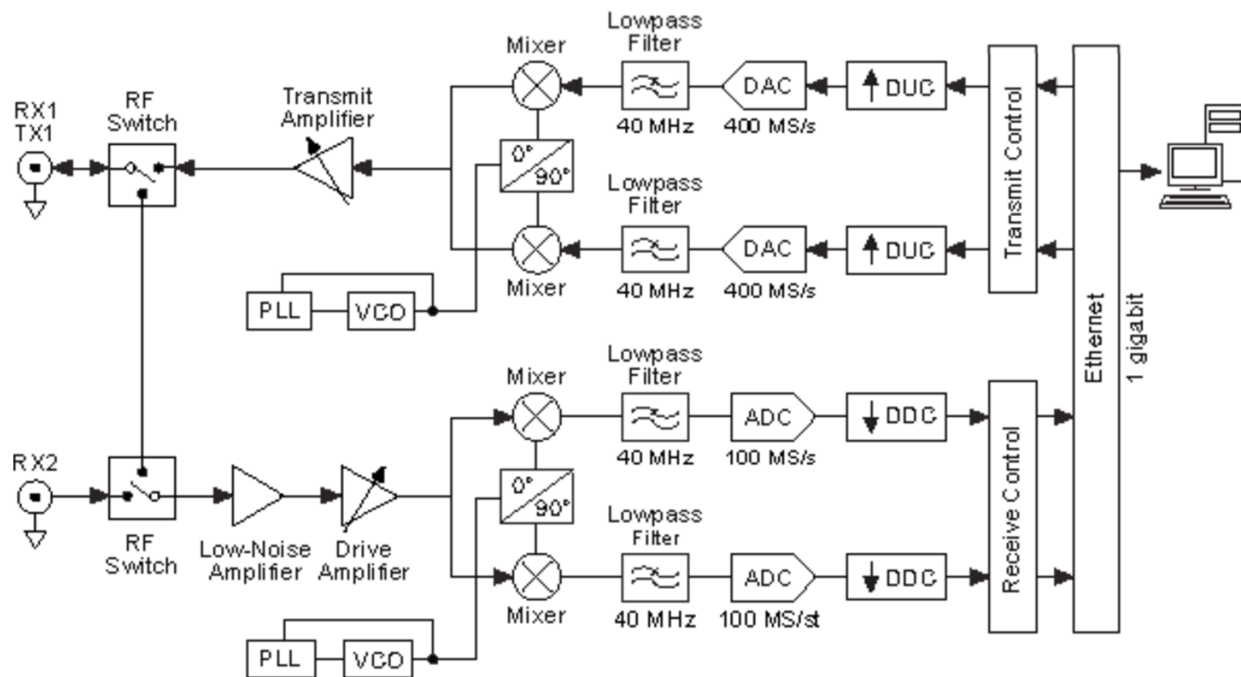 RX1
TX1
RF
Switch
Transmit
Amplifier
Mixer
Lowpass
Filter
40 MHz
DAC
400 MS/s
DUC
0°
90°
Mixer
Lowpass
Filter
40 MHz
DAC
400 MS/s
DUC
PLL
VCO
Transmit Control
Ethernet
1 gigabit
RX2
RF
Switch
Low-Noise
Amplifier
Drive
Amplifier
Mixer
Lowpass
Filter
40 MHz
ADC
100 MS/s
DDC
0°
90°
Mixer
Lowpass
Filter
40 MHz
ADC
100 MS/st
DDC
PLL
VCO
Receive Control